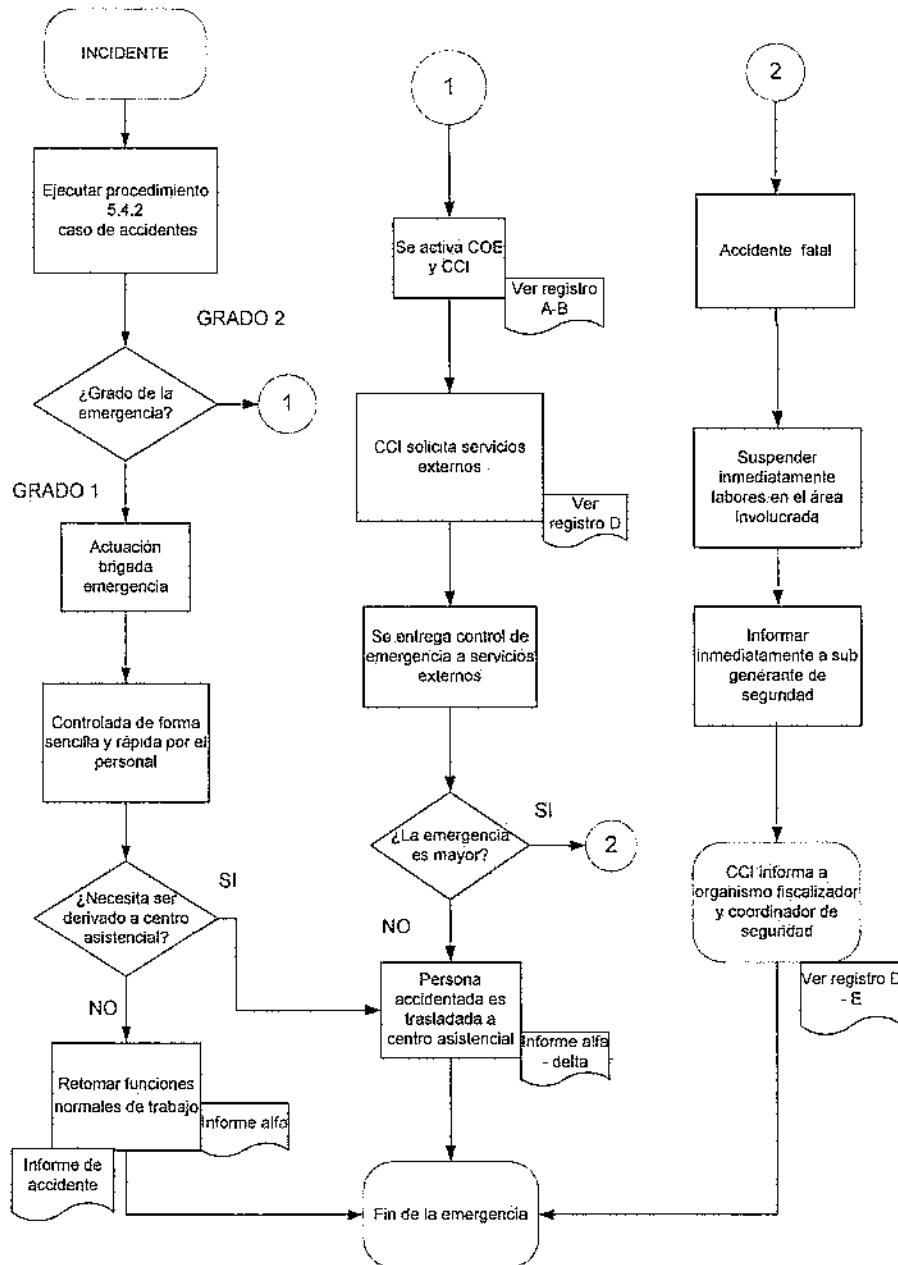 INCIDENTE
Ejecutar procedimiento
5.4.2
caso de accidentes
GRADO 2
¿Grado de la
emergencia?
1
GRADO 1
Actuación
brigada
emergencia
Controlada de forma
sencilla y rápida por el
personal
¿Necesita ser
derivado a centro
asistencial?
SI
NO
Retomar funciones
normales de trabajo
Informe alfa
Informe de
accidente
1
Se activa COE
y CCI
Ver registro
A-B
CCI solicita servicios
externos
Ver
registro D
Se entrega control de
emergencia a servicios
externos
¿La emergencia
es mayor?
SI
2
NO
Persona
accidentada es
trasladada a
centro asistencial
Informe alfa
- delta
Fin de la emergencia
2
Accidente fatal
Suspender
inmediatamente
labores en el área
involucrada
Informar
inmediatamente a sub
generante de
seguridad
CCI informa a
organismo fiscalizador
y coordinador de
seguridad
Ver registro D
- E